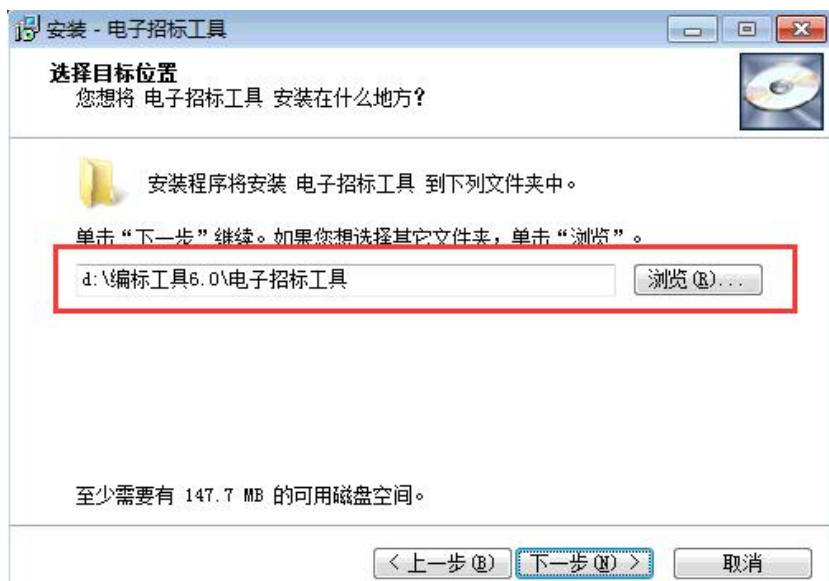 安装 - 电子招标工具
选择目标位置
您想将 电子招标工具 安装在什么地方?
安装程序将安装 电子招标工具 到下列文件夹中。
单击“下一步”继续。如果您想选择其它文件夹，单击“浏览”。
d:\编标工具6.0\电子招标工具
浏览(R)...
至少需要有 147.7 MB 的可用磁盘空间。
< 上一步(B)
下一步(N) >
取消